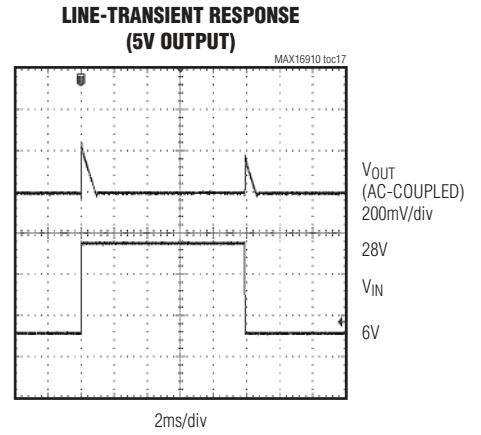 LINE-TRANSIENT RESPONSE
(5V OUTPUT)
MAX16910 toc17
VOUT
(AC-COUPLED)
200mV/div
28V
VIN
6V
2ms/div